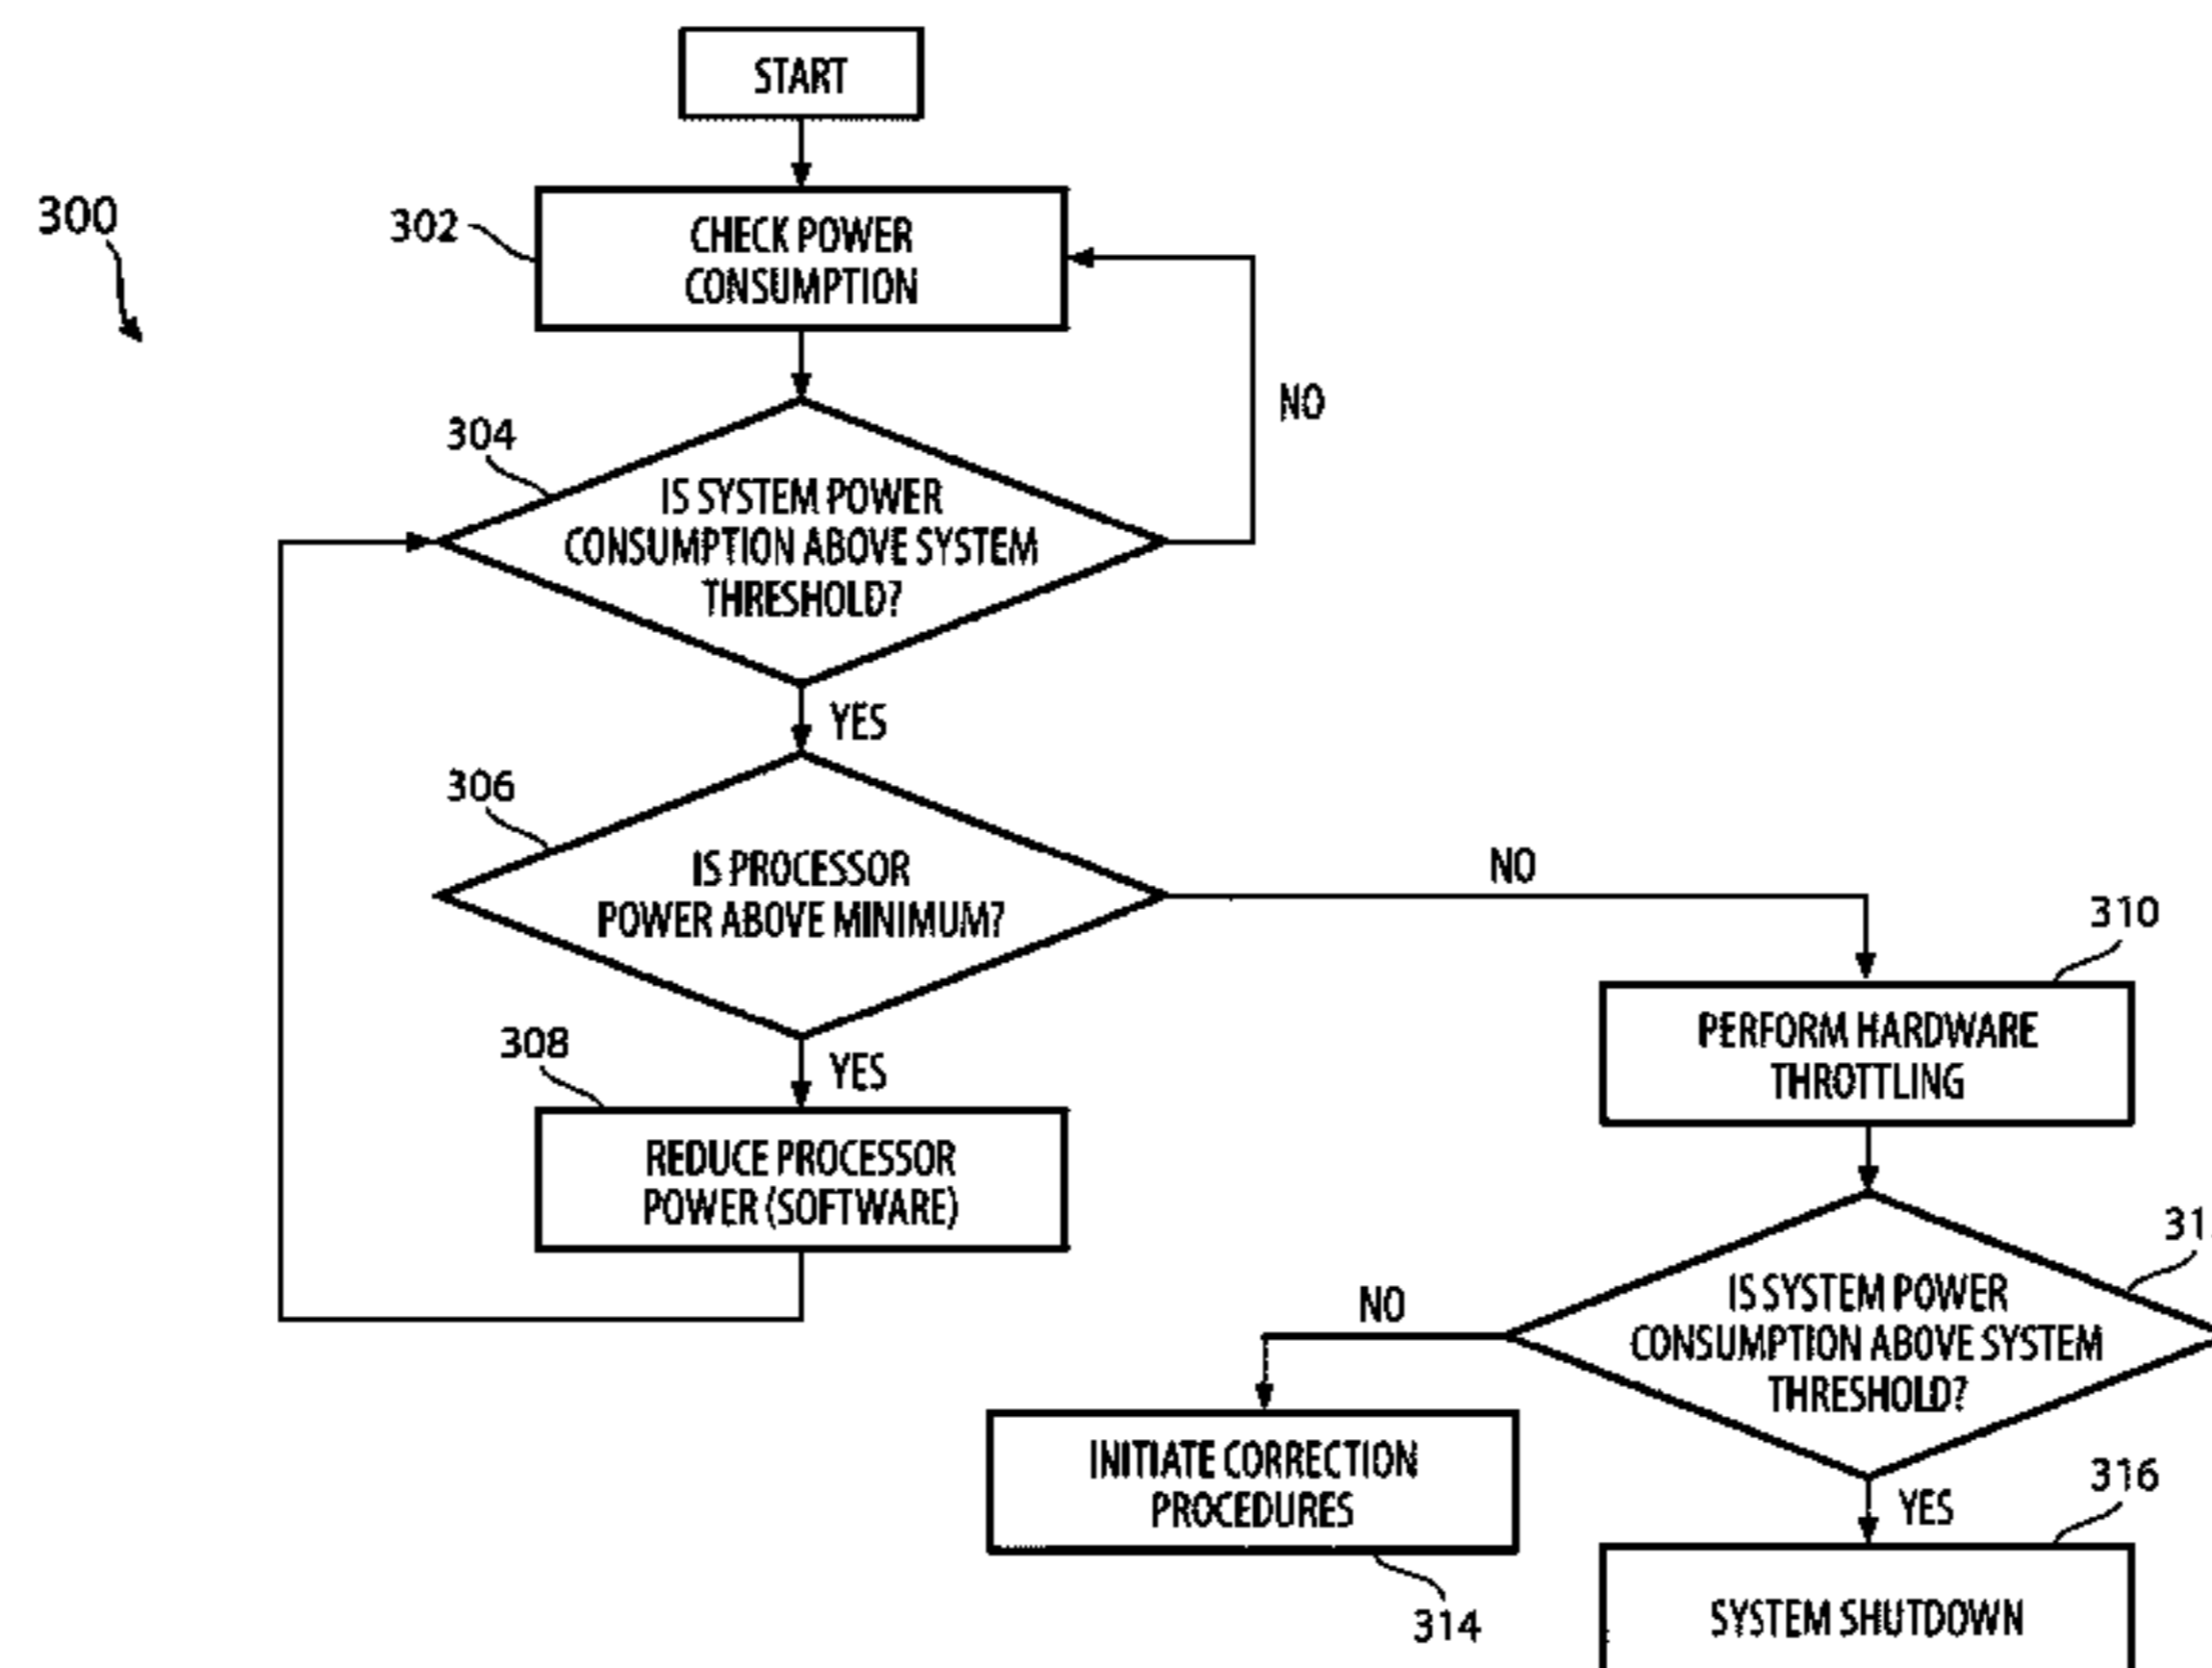 START
300
302
CHECK POWER
CONSUMPTION
NO
304
IS SYSTEM POWER
CONSUMPTION ABOVE SYSTEM
THRESHOLD?
YES
306
IS PROCESSOR
POWER ABOVE MINIMUM?
NO
310
308
YES
PERFORM HARDWARE
THROTTLING
REDUCE PROCESSOR
POWER (SOFTWARE)
NO
IS SYSTEM POWER
CONSUMPTION ABOVE SYSTEM
THRESHOLD?
INITIATE CORRECTION
PROCEDURES
314
YES
316
SYSTEM SHUTDOWN